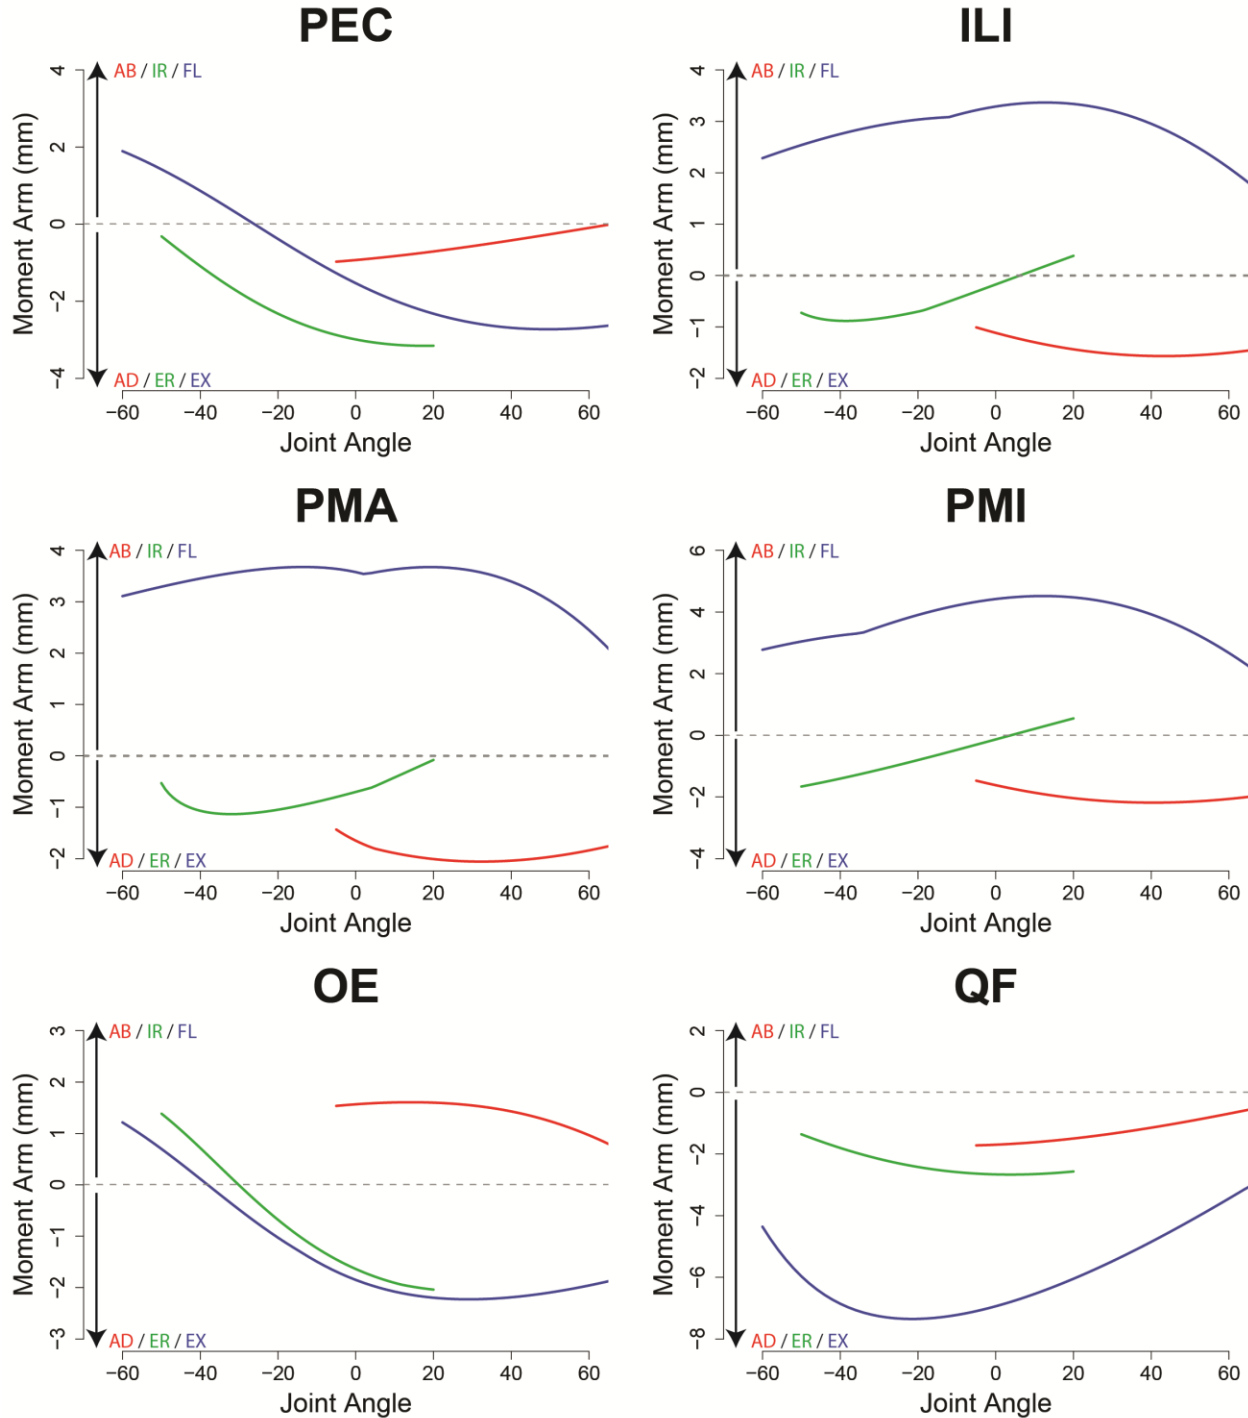 PEC
AB / IR / FL
4
2
0
−2
−4
Moment Arm (mm)
AD / ER / EX
−60 −40 −20 0 20 40 60
Joint Angle
ILI
AB / IR / FL
4
3
2
1
0
−1
−2
Moment Arm (mm)
AD / ER / EX
−60 −40 −20 0 20 40 60
Joint Angle
PMA
AB / IR / FL
4
3
2
1
0
−1
−2
Moment Arm (mm)
AD / ER / EX
−60 −40 −20 0 20 40 60
Joint Angle
PMI
AB / IR / FL
6
4
2
0
−2
−4
Moment Arm (mm)
AD / ER / EX
−60 −40 −20 0 20 40 60
Joint Angle
OE
AB / IR / FL
3
2
1
0
−1
−2
−3
Moment Arm (mm)
AD / ER / EX
−60 −40 −20 0 20 40 60
Joint Angle
QF
AB / IR / FL
2
0
−2
−4
−6
−8
Moment Arm (mm)
AD / ER / EX
−60 −40 −20 0 20 40 60
Joint Angle